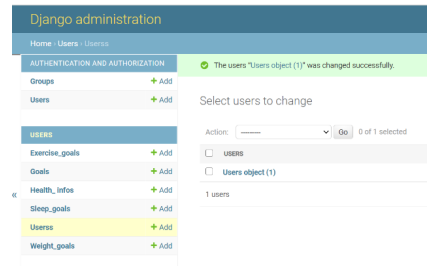 Django administration
Home › Users › Userss
AUTHENTICATION AND AUTHORIZATION
Groups + Add
Users + Add
USERS
Exercise_goals + Add
Goals + Add
Health_ infos + Add
Sleep_goals + Add
Userss + Add
Weight_goals + Add
«
The users "Users object (1)" was changed successfully.
Select users to change
Action: --------- Go 0 of 1 selected
USERS
Users object (1)
1 users